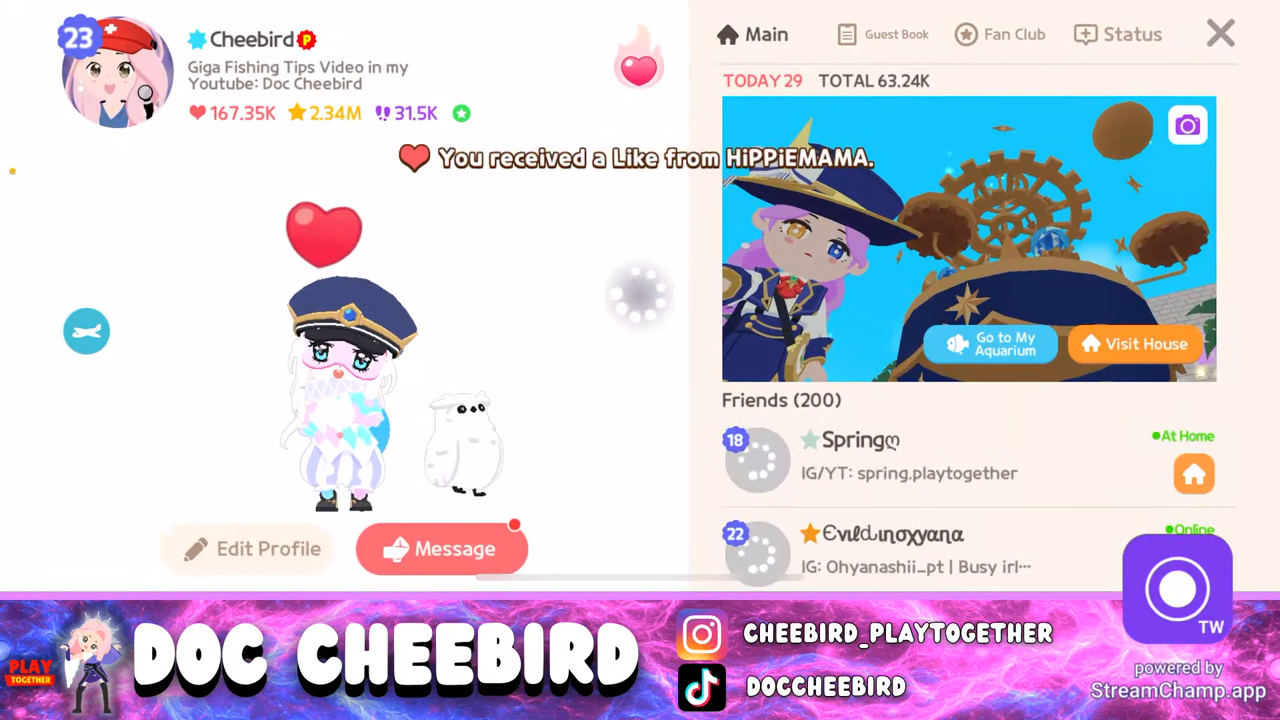 23
Cheebird P
Giga Fishing Tips Video in my
Youtube: Doc Cheebird
167.35K 2.34M 31.5K
Main Guest Book Fan Club Status
TODAY 29 TOTAL 63.24K
You received a Like from HiPPiEMAMA.
Go to My
Aquarium
Visit House
Friends (200)
18 Springღ At Home
IG/YT: spring.playtogether
22 Online
IG: Ohyanashii_pt | Busy irl···
Edit Profile Message
PLAY
TOGETHER
DOC CHEEBIRD
CHEEBIRD_PLAYTOGETHER
DOCCHEEBIRD
TW
powered by
StreamChamp.app